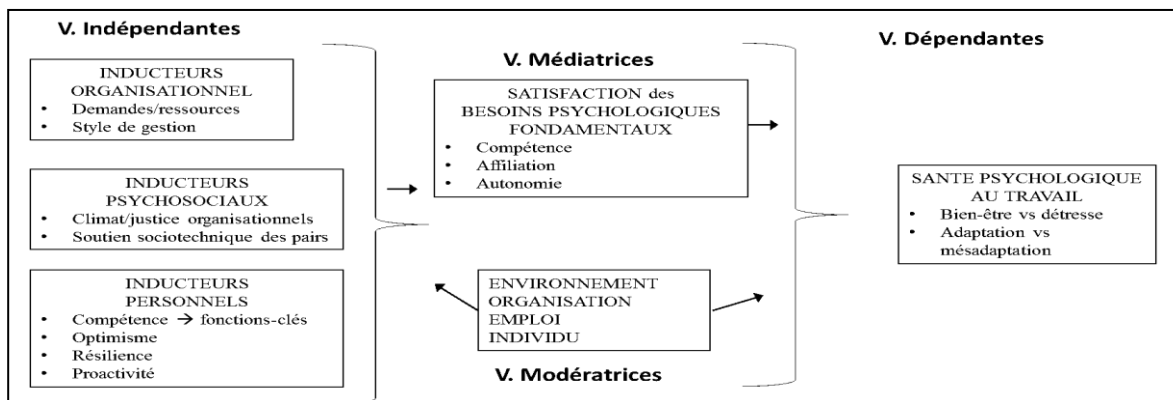 V. Indépendantes
INDUCTEURS
ORGANISATIONNEL
• Demandes/ressources
• Style de gestion
INDUCTEURS
PSYCHOSOCIAUX
• Climat/justice organisationnels
• Soutien sociotechnique des pairs
INDUCTEURS
PERSONNELS
• Compétence → fonctions-clés
• Optimisme
• Résilience
• Proactivité
V. Médiatrices
SATISFACTION des
BESOINS PSYCHOLOGIQUES
FONDAMENTAUX
• Compétence
• Affiliation
• Autonomie
ENVIRONNEMENT
ORGANISATION
EMPLOI
INDIVIDU
V. Modératrices
V. Dépendantes
SANTE PSYCHOLOGIQUE
AU TRAVAIL
• Bien-être vs détresse
• Adaptation vs
mésadaptation